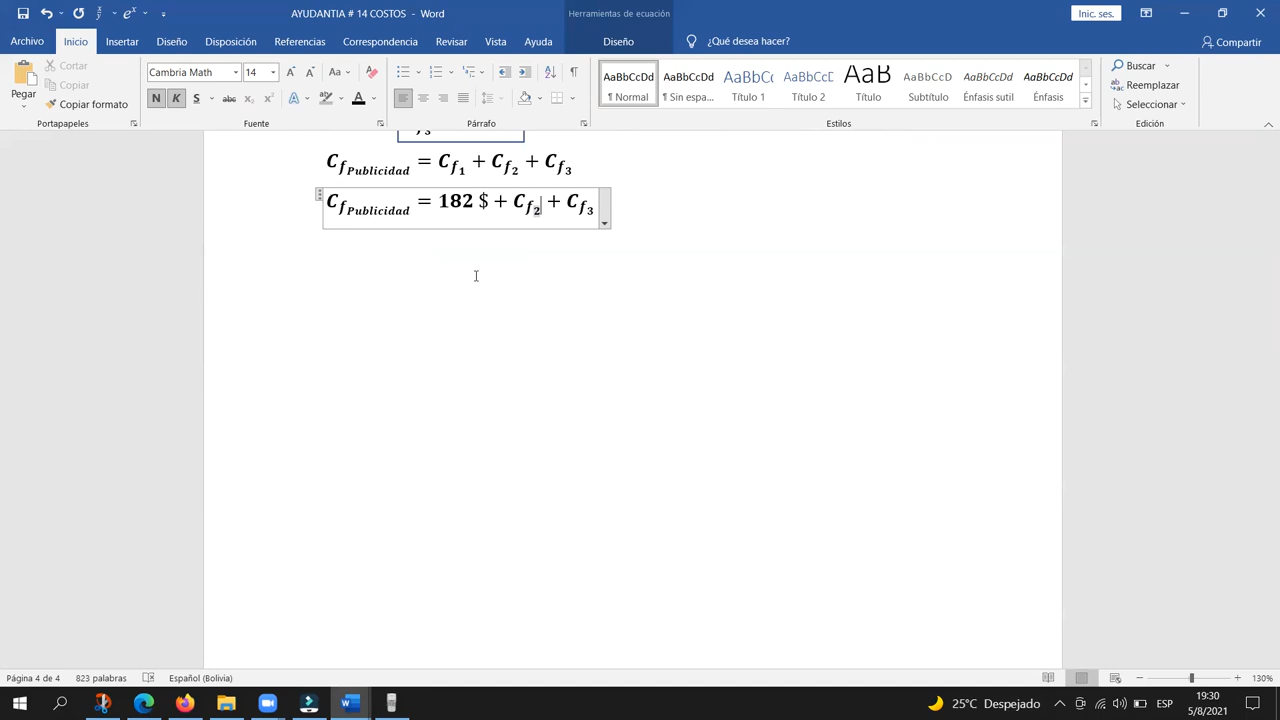 AYUDANTIA # 14 COSTOS - Word
Herramientas de ecuación
Inic. ses.
Archivo Inicio Insertar Diseño Disposición Referencias Correspondencia Revisar Vista Ayuda Diseño ¿Qué desea hacer? Compartir
Pegar
Cortar
Copiar
Copiar formato
Portapapeles
Cambria Math 14
Fuente
Párrafo
AaBbCcDd AaBbCcDd AaBbCc AaBbCcD AaB AaBbCcDd AaBbCcDd AaBbCcDd
¶ Normal ¶ Sin espa... Título 1 Título 2 Título Subtítulo Énfasis sutil Énfasis
Estilos
Buscar
Reemplazar
Seleccionar
Edición
C_{f_{Publicidad}} = C_{f_1} + C_{f_2} + C_{f_3}
C_{f_{Publicidad}} = 182 $ + C_{f_2} + C_{f_3}
Página 4 de 4 823 palabras Español (Bolivia) 130%
25°C Despejado ESP 19:30
5/8/2021